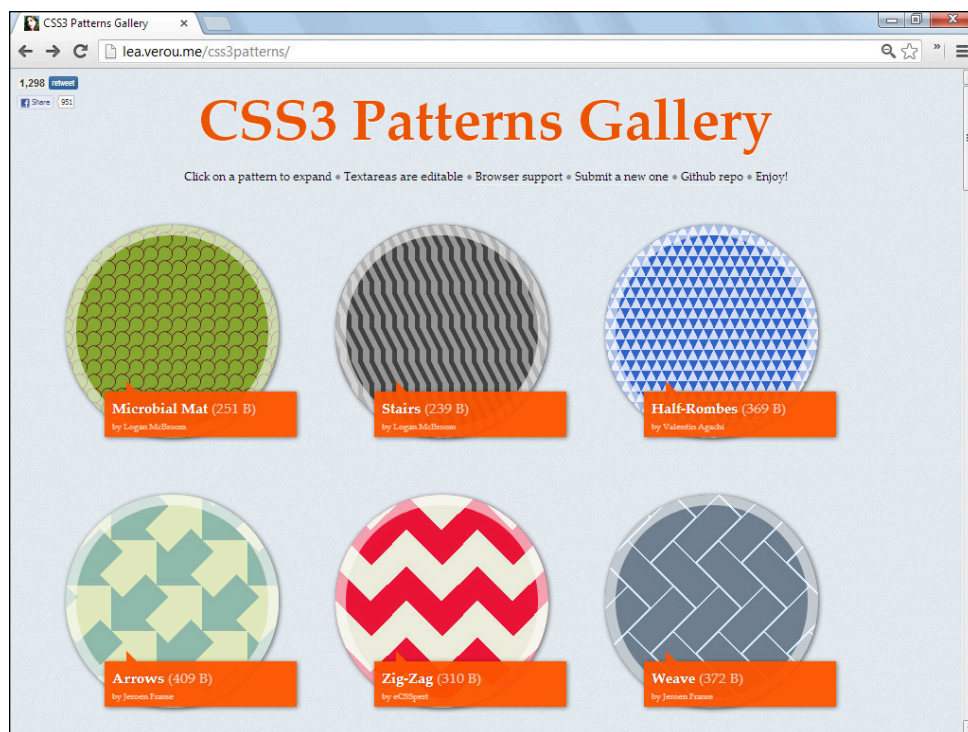 CSS3 Patterns Gallery
lea.verou.me/css3patterns/
1,298 retweet
Share 951
CSS3 Patterns Gallery
Click on a pattern to expand • Textareas are editable • Browser support • Submit a new one • Github repo • Enjoy!
Microbial Mat (251 B)
by Logan McBroom
Stairs (239 B)
by Logan McBroom
Half-Rombes (369 B)
by Valentin Agachi
Arrows (409 B)
by Jeroen Franse
Zig-Zag (310 B)
by eCSSpert
Weave (372 B)
by Jeroen Franse